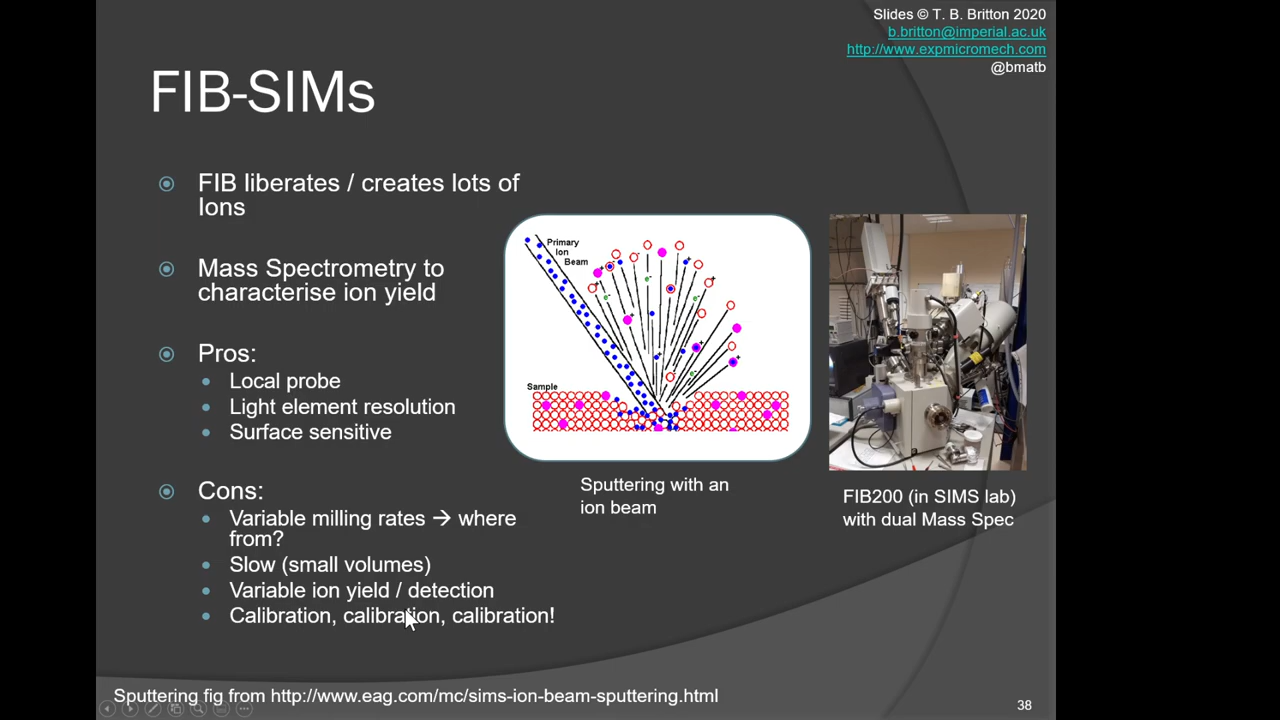 Slides © T. B. Britton 2020
b.britton@imperial.ac.uk
http://www.expmicromech.com
@bmatb
FIB-SIMs
FIB liberates / creates lots of
Ions
Mass Spectrometry to
characterise ion yield
Pros:
Local probe
Light element resolution
Surface sensitive
Cons:
Variable milling rates → where
from?
Slow (small volumes)
Variable ion yield / detection
Calibration, calibration, calibration!
Primary
Ion
Beam
e-
e-
e-
e-
Sample
Sputtering with an
ion beam
FIB200 (in SIMS lab)
with dual Mass Spec
Sputtering fig from http://www.eag.com/mc/sims-ion-beam-sputtering.html
38